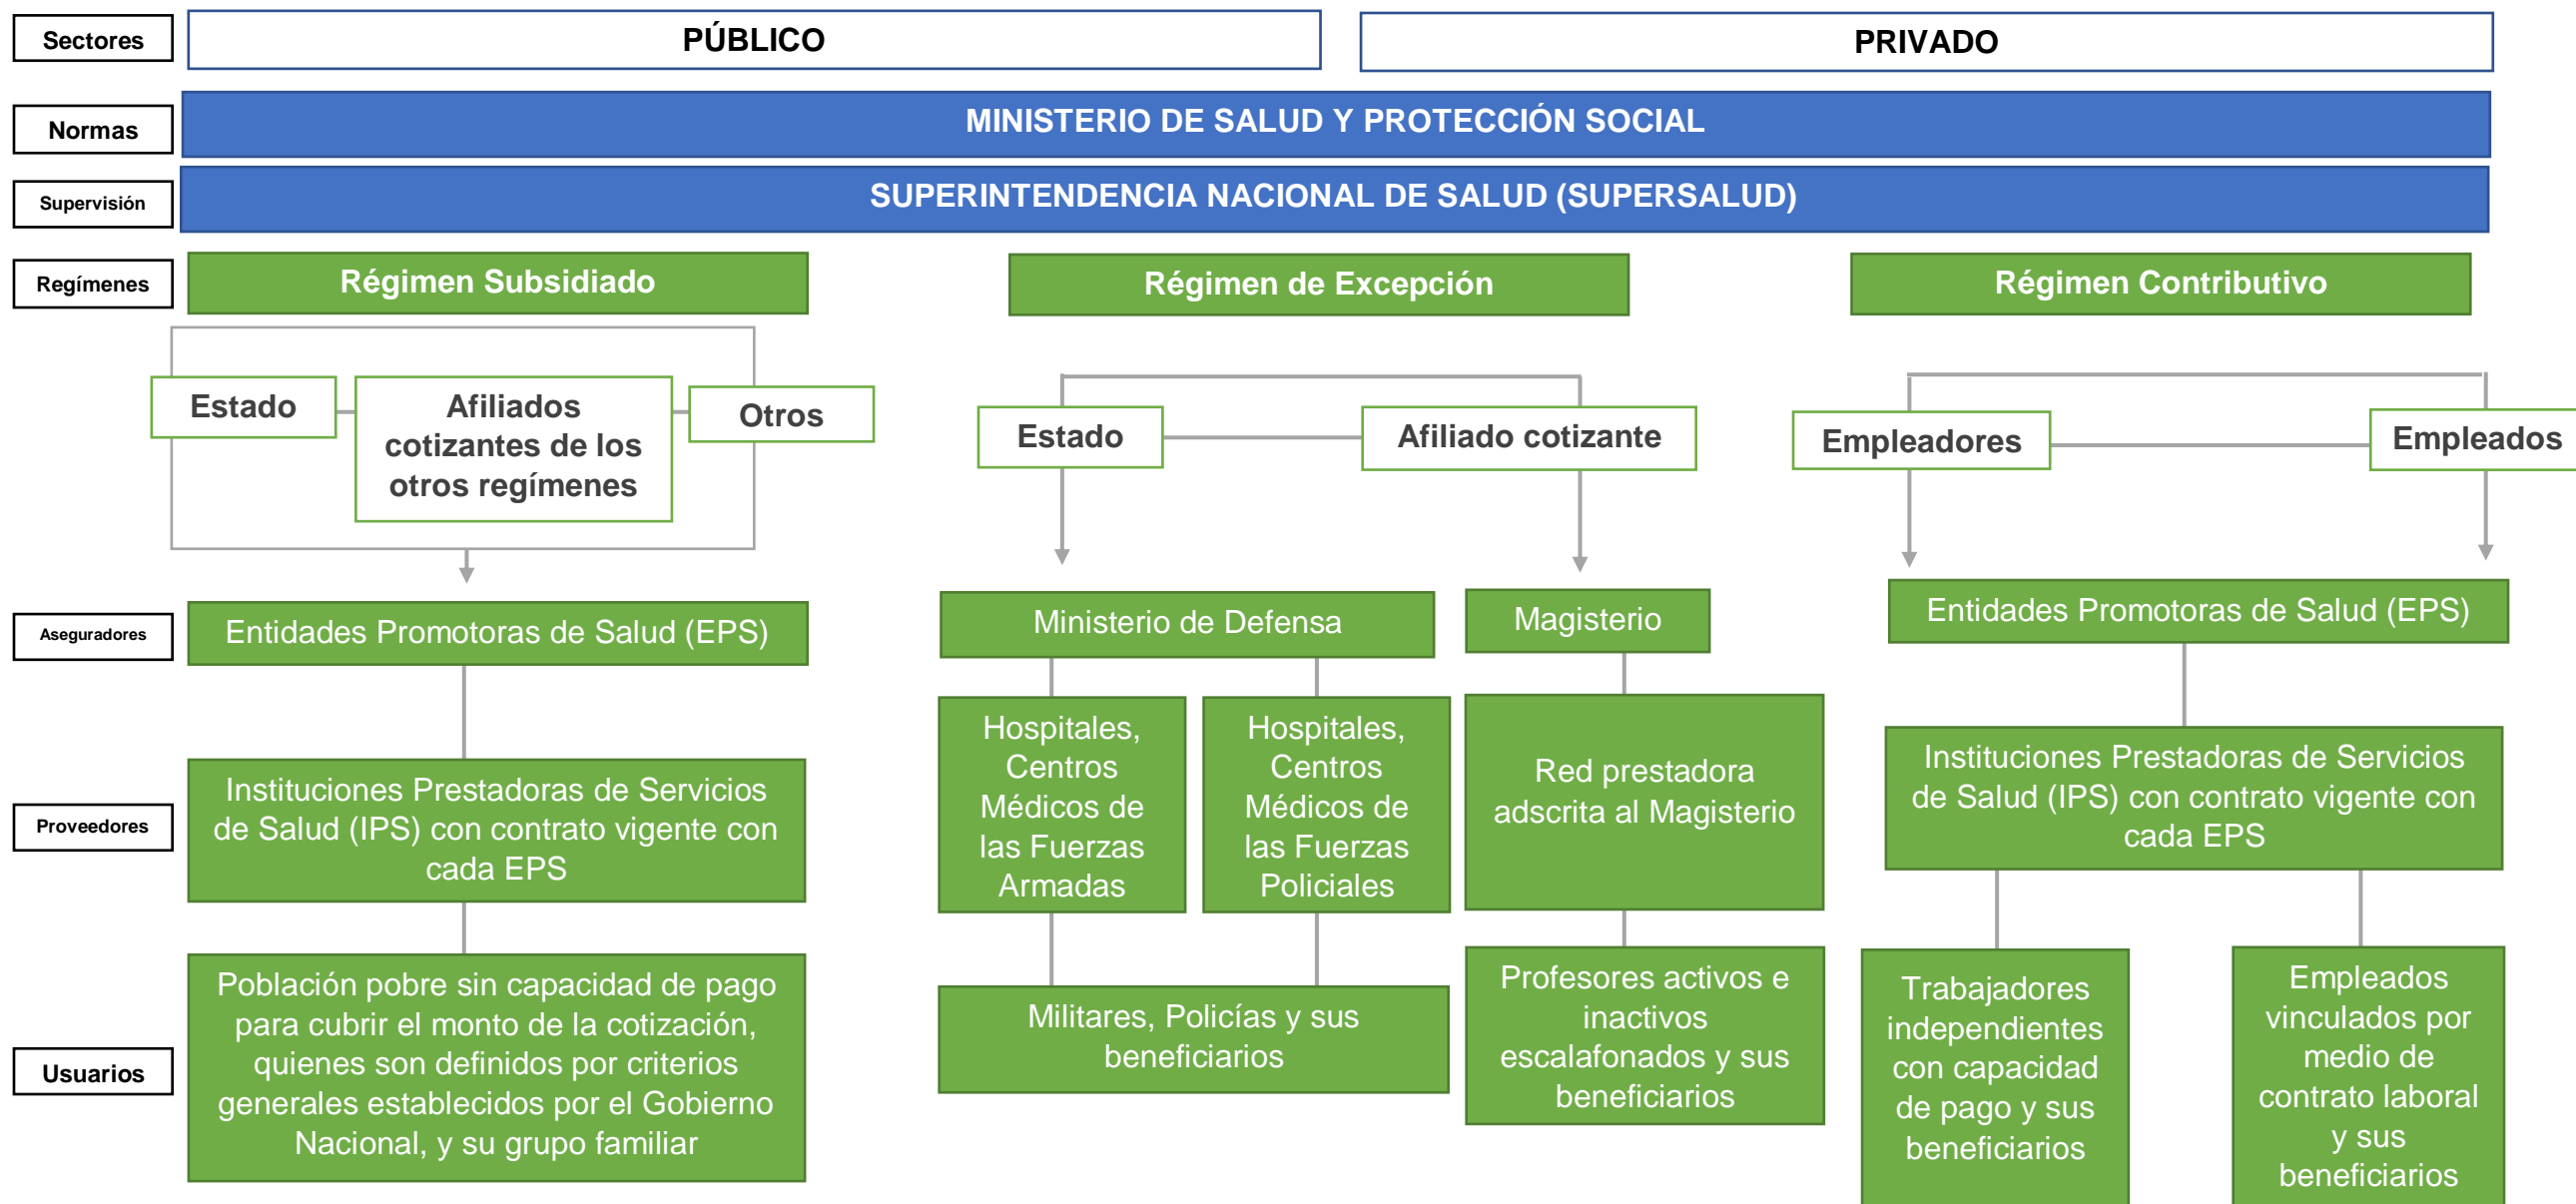 Sectores
PÚBLICO
PRIVADO
Normas
MINISTERIO DE SALUD Y PROTECCIÓN SOCIAL
Supervisión
SUPERINTENDENCIA NACIONAL DE SALUD (SUPERSALUD)
Regímenes
Régimen Subsidiado
Régimen de Excepción
Régimen Contributivo
Estado
Afiliados
cotizantes de los
otros regímenes
Otros
Estado
Afiliado cotizante
Empleadores
Empleados
Aseguradores
Entidades Promotoras de Salud (EPS)
Ministerio de Defensa
Magisterio
Entidades Promotoras de Salud (EPS)
Proveedores
Instituciones Prestadoras de Servicios
de Salud (IPS) con contrato vigente con
cada EPS
Hospitales,
Centros
Médicos de
las Fuerzas
Armadas
Hospitales,
Centros
Médicos de
las Fuerzas
Policiales
Red prestadora
adscrita al Magisterio
Instituciones Prestadoras de Servicios
de Salud (IPS) con contrato vigente con
cada EPS
Usuarios
Población pobre sin capacidad de pago
para cubrir el monto de la cotización,
quienes son definidos por criterios
generales establecidos por el Gobierno
Nacional, y su grupo familiar
Militares, Policías y sus
beneficiarios
Profesores activos e
inactivos
escalafonados y sus
beneficiarios
Trabajadores
independientes
con capacidad
de pago y sus
beneficiarios
Empleados
vinculados por
medio de
contrato laboral
y sus
beneficiarios